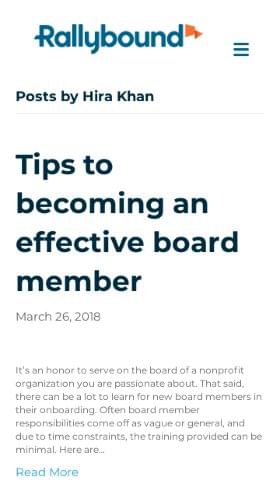 Rallybound
Posts by Hira Khan
Tips to
becoming an
effective board
member
March 26, 2018
It's an honor to serve on the board of a nonprofit
organization you are passionate about. That said,
there can be a lot to learn for new board members in
their onboarding. Often board member
responsibilities come off as vague or general, and
due to time constraints, the training provided can be
minimal. Here are...
Read More